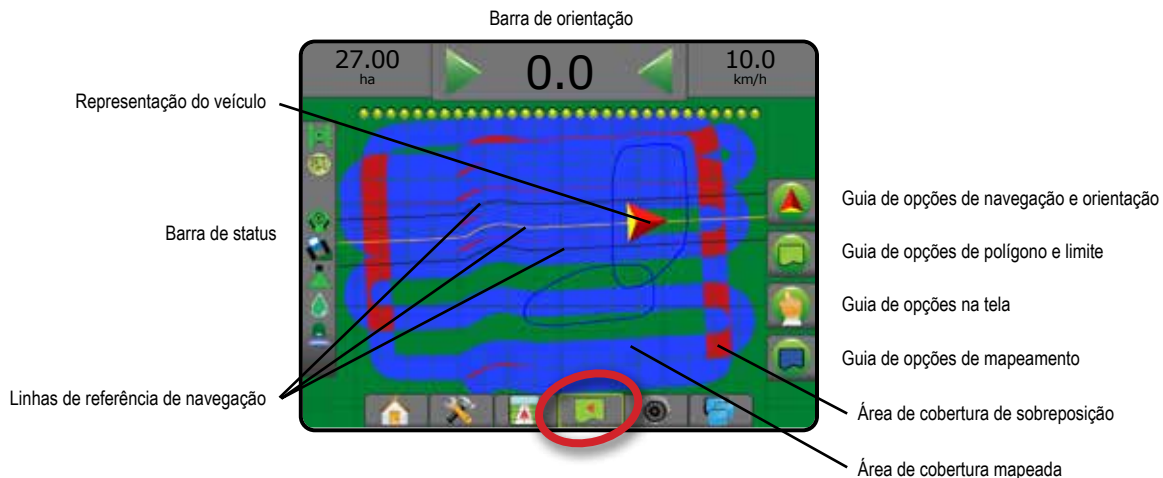 Barra de orientação
27.00
ha
0.0
10.0
km/h
Representação do veículo
Barra de status
Linhas de referência de navegação
Guia de opções de navegação e orientação
Guia de opções de polígono e limite
Guia de opções na tela
Guia de opções de mapeamento
Área de cobertura de sobreposição
Área de cobertura mapeada